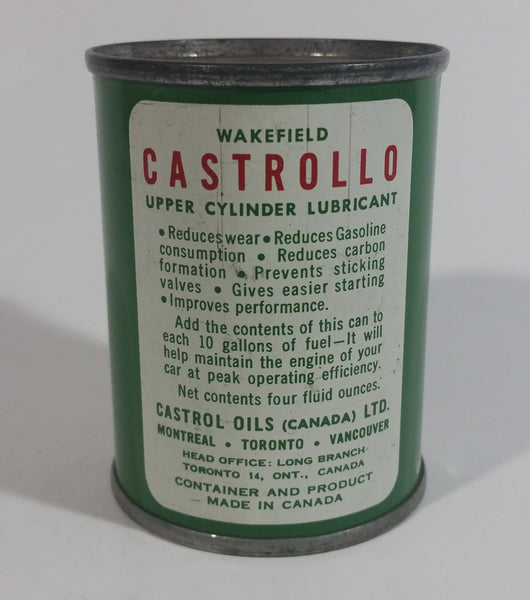 WAKEFIELD
CASTROLLO
UPPER CYLINDER LUBRICANT
• Reduces wear • Reduces Gasoline
consumption • Reduces carbon
formation • Prevents sticking
valves • Gives easier starting
• Improves performance.
Add the contents of this can to
each 10 gallons of fuel—It will
help maintain the engine of your
car at peak operating efficiency.
Net contents four fluid ounces.
CASTROL OILS (CANADA) LTD.
MONTREAL • TORONTO • VANCOUVER
HEAD OFFICE: LONG BRANCH
TORONTO 14, ONT., CANADA
CONTAINER AND PRODUCT
— MADE IN CANADA